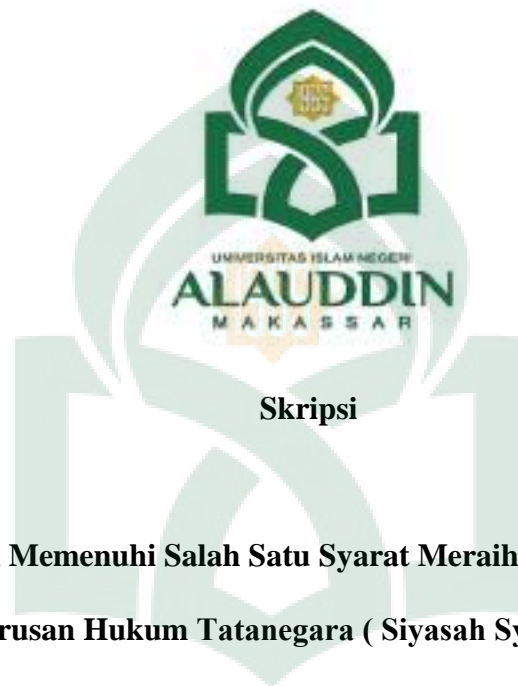 UNIVERSITAS ISLAM NEGERI
ALAUDDIN
MAKASSAR
Skripsi
Memenuhi Salah Satu Syarat Meraih
rusan Hukum Tatanegara ( Siyasah Sy